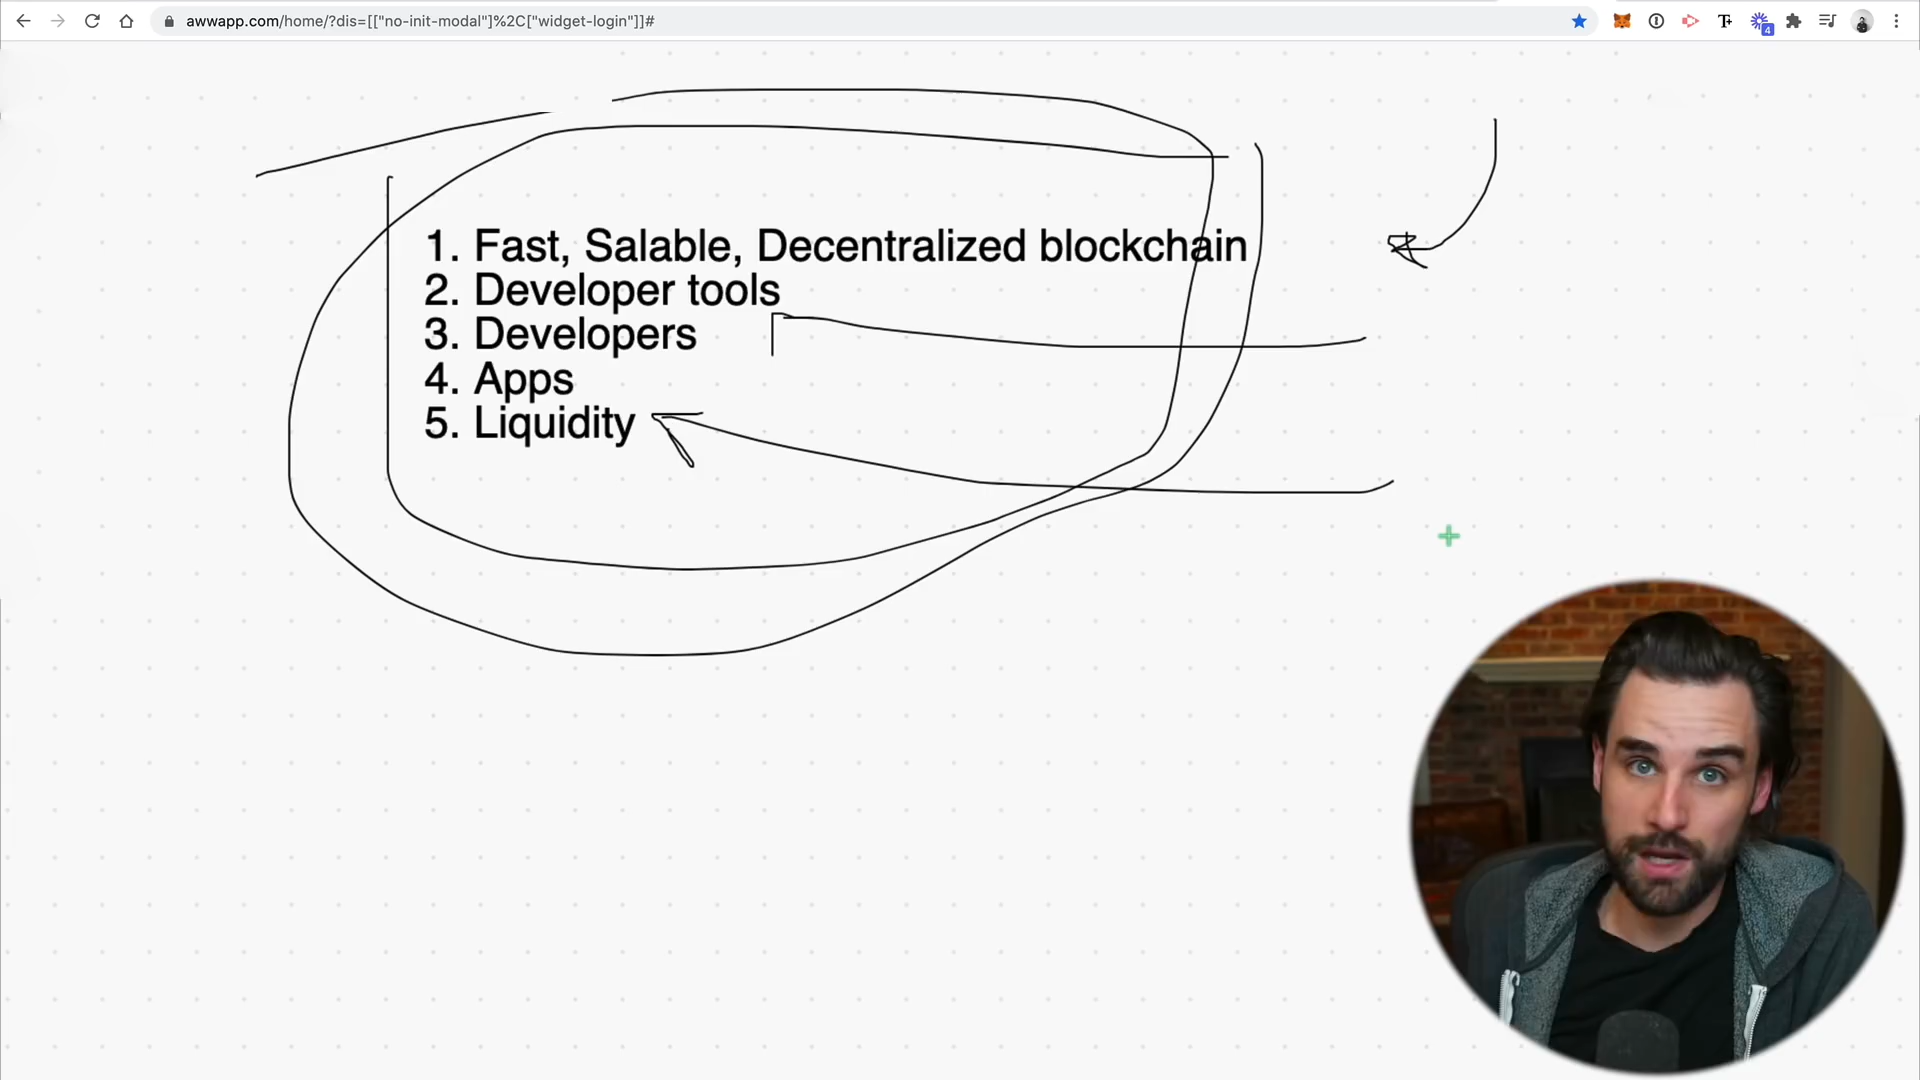 awwapp.com/home/?dis=[["no-init-modal"]%2C["widget-login"]]#
4
1. Fast, Salable, Decentralized blockchain
2. Developer tools
3. Developers
4. Apps
5. Liquidity